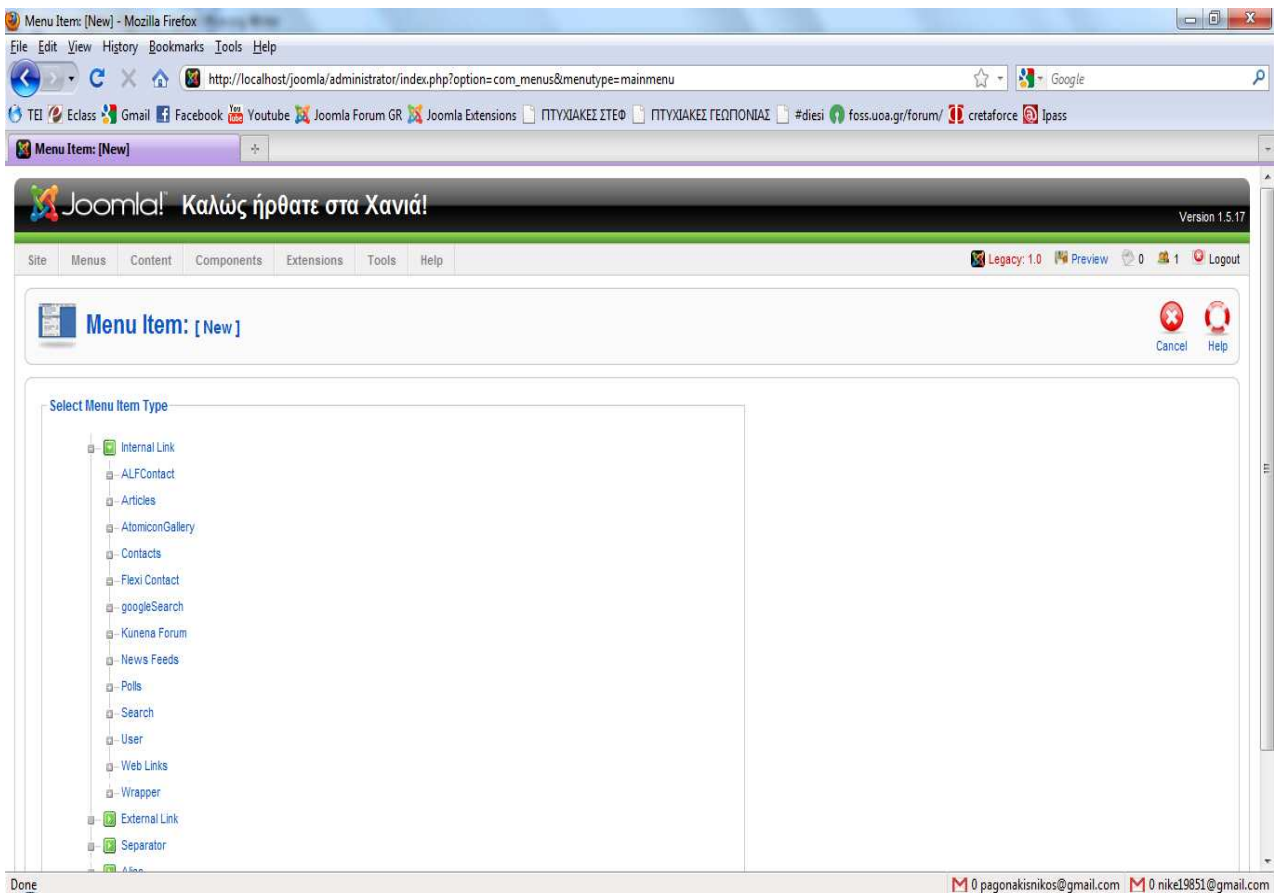 Menu Item: [New] - Mozilla Firefox
File Edit View History Bookmarks Tools Help
http://localhost/joomla/administrator/index.php?option=com_menus&menutype=mainmenu
Google
TEI Eclass Gmail Facebook You Tube Youtube Joomla Forum GR Joomla Extensions ΠΤΥΧΙΑΚΕΣ ΣΤΕΦ ΠΤΥΧΙΑΚΕΣ ΓΕΩΠΟΝΙΑΣ #diesi foss.uoa.gr/forum/ cretaforce Ipass
Menu Item: [New]
Joomla! Καλώς ήρθατε στα Χανιά!
Version 1.5.17
Site Menus Content Components Extensions Tools Help Legacy: 1.0 Preview 0 1 Logout
Menu Item: [ New ]
Cancel Help
Select Menu Item Type
Internal Link
ALFContact
Articles
AtomiconGallery
Contacts
Flexi Contact
googleSearch
Kunena Forum
News Feeds
Polls
Search
User
Web Links
Wrapper
External Link
Separator
Alias
Done 0 pagonakisnikos@gmail.com 0 nike19851@gmail.com